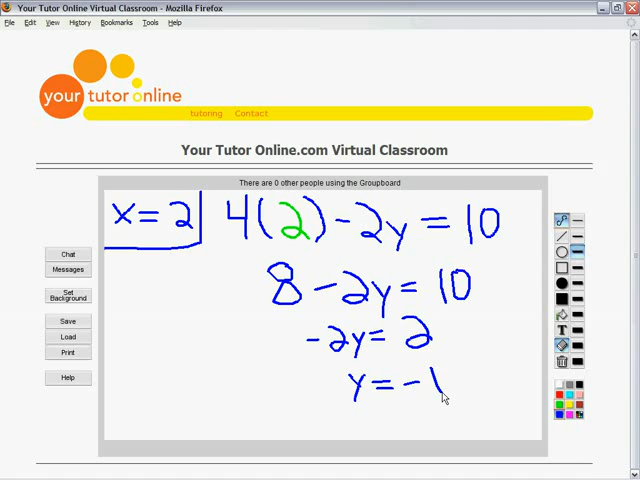 Your Tutor Online Virtual Classroom - Mozilla Firefox
File Edit View History Bookmarks Tools Help
your tutor online
tutoring Contact
Your Tutor Online.com Virtual Classroom
There are 0 other people using the Groupboard
Chat
Messages
Set Background
Save
Load
Print
Help
x = 2
4(2) - 2y = 10
8 - 2y = 10
-2y = 2
y = -1
T